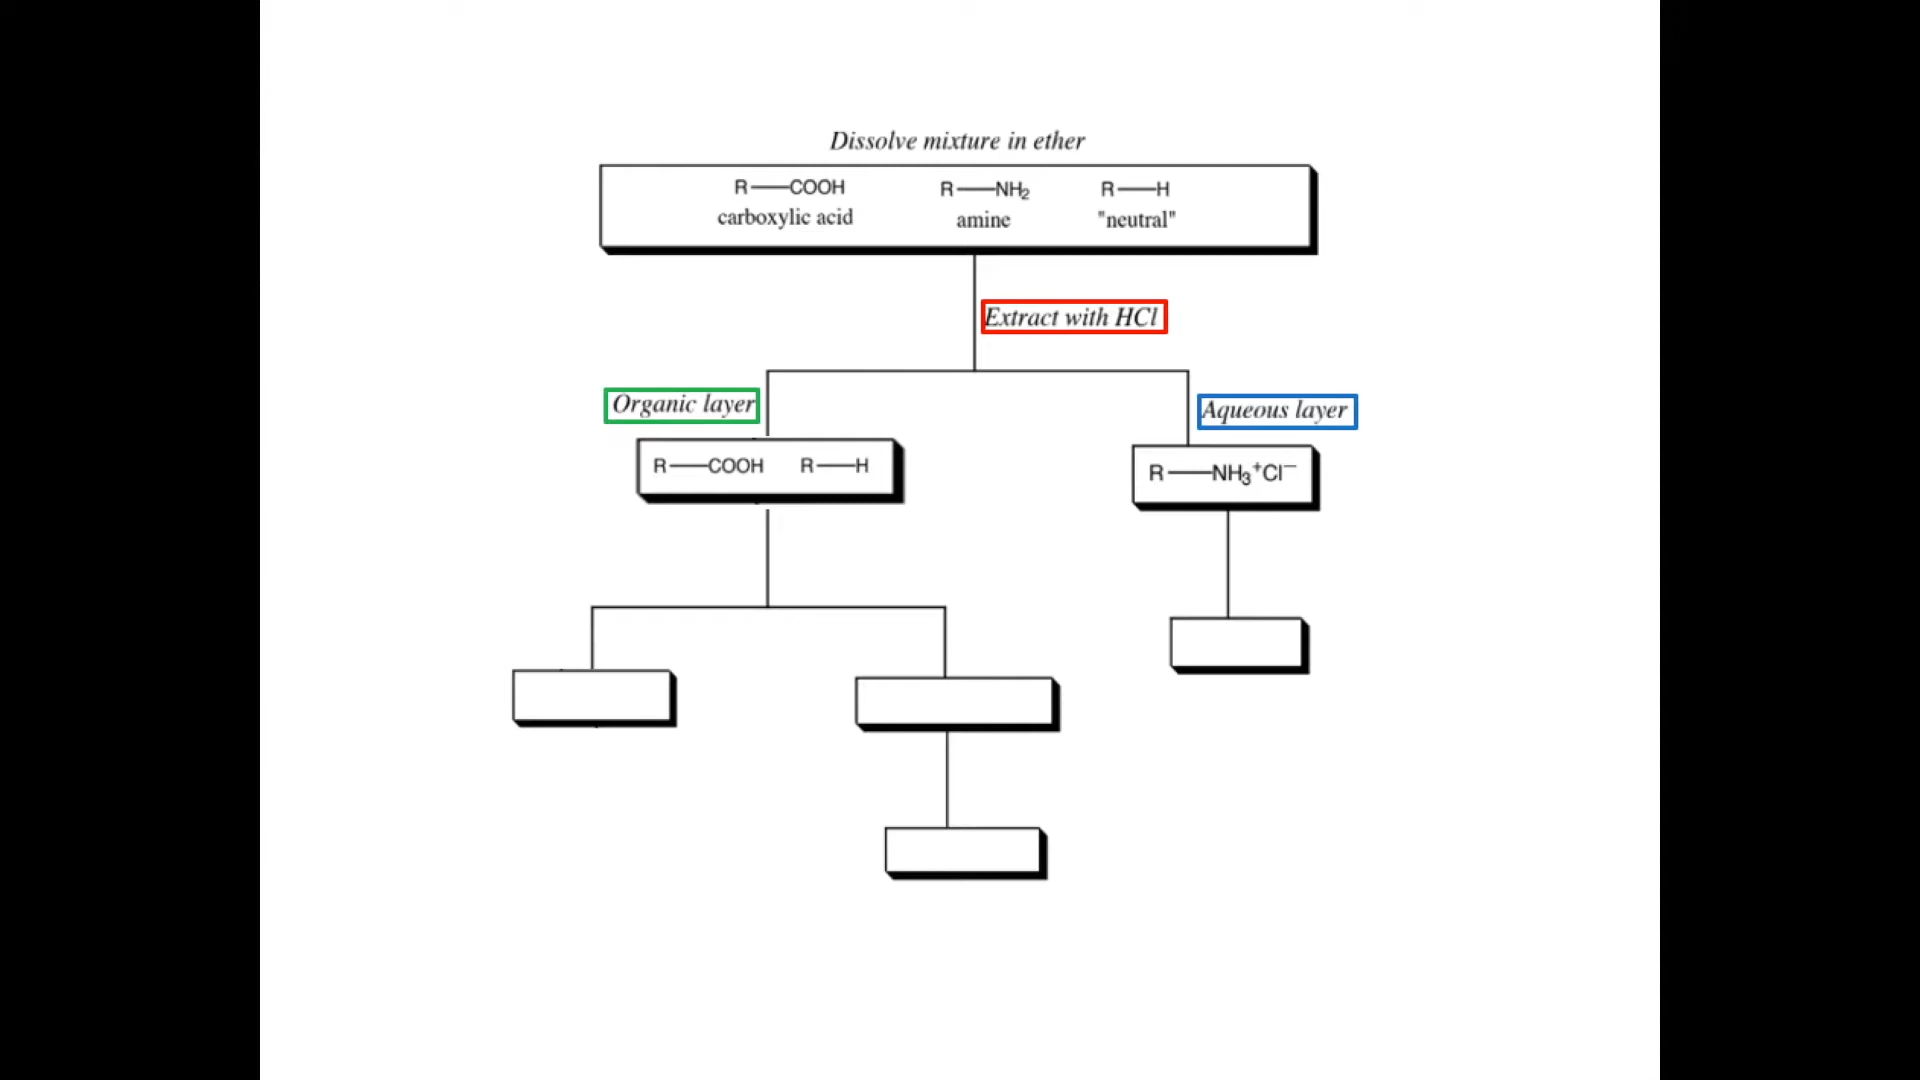 Dissolve mixture in ether
R—COOH R—NH₂ R—H
carboxylic acid amine "neutral"
Extract with HCl
Organic layer
Aqueous layer
R—COOH R—H
R—NH₃⁺Cl⁻